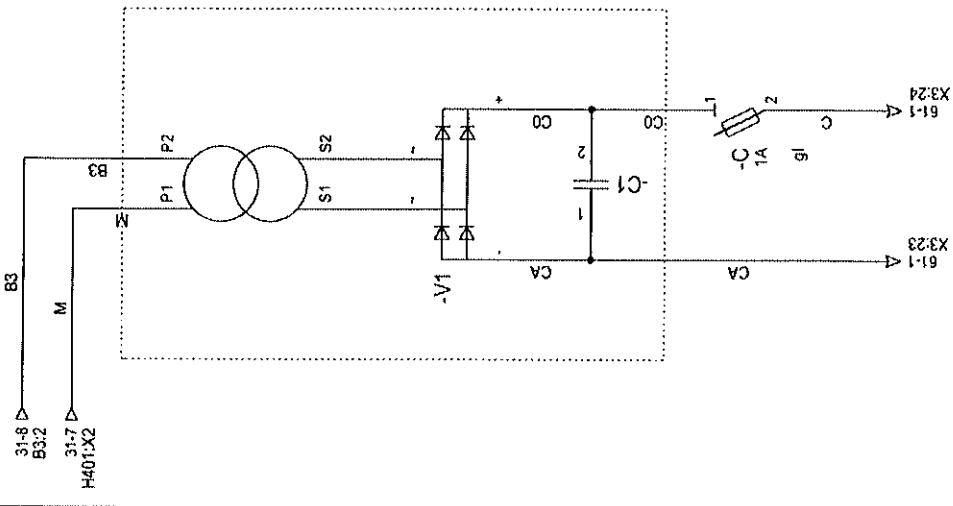 31-8
B3:2
31-7
H401:X2
B3
M
B3
M
P1
P2
S1
S2
~
~
-V1
+
-
C0
CA
-C1
1
2
C0
CA
1
2
-C
1A
gl
C
61-1
X3:24
61-1
X3:23